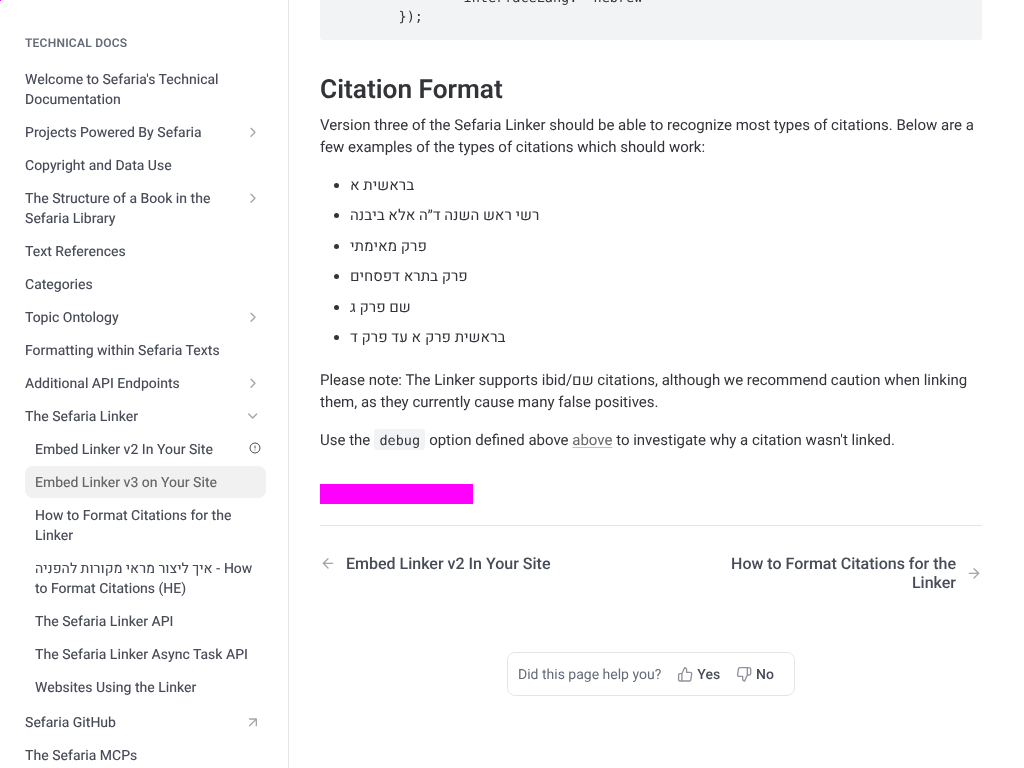 TECHNICAL DOCS
Welcome to Sefaria's Technical
Documentation
Projects Powered By Sefaria
Copyright and Data Use
The Structure of a Book in the
Sefaria Library
Text References
Categories
Topic Ontology
Formatting within Sefaria Texts
Additional API Endpoints
The Sefaria Linker
Embed Linker v2 In Your Site
Embed Linker v3 on Your Site
How to Format Citations for the
Linker
איך ליצור מראי מקורות להפניה - How
to Format Citations (HE)
The Sefaria Linker API
The Sefaria Linker Async Task API
Websites Using the Linker
Sefaria GitHub
The Sefaria MCPs
});
Citation Format
Version three of the Sefaria Linker should be able to recognize most types of citations. Below are a
few examples of the types of citations which should work:
בראשית א
רשי ראש השנה ד״ה אלא ביבנה
פרק מאימתי
פרק בתרא דפסחים
שם פרק ג
בראשית פרק א עד פרק ד
Please note: The Linker supports ibid/שם citations, although we recommend caution when linking
them, as they currently cause many false positives.
Use the debug option defined above above to investigate why a citation wasn't linked.
Embed Linker v2 In Your Site
How to Format Citations for the
Linker
Did this page help you? Yes No